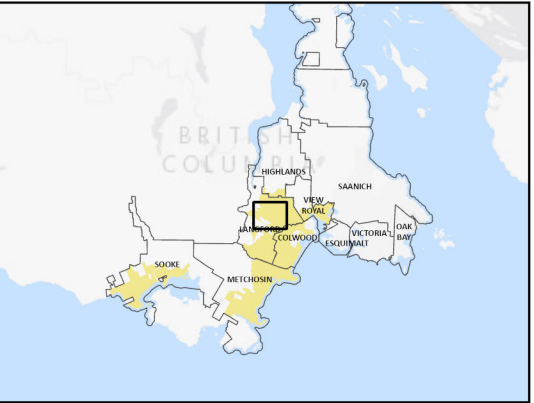 BRITISH
COLUMBIA
HIGHLANDS
SAANICH
VIEW
ROYAL
LANGFORD
COLWOOD
VICTORIA
OAK
BAY
ESQUIMALT
SOOKE
METCHOSIN